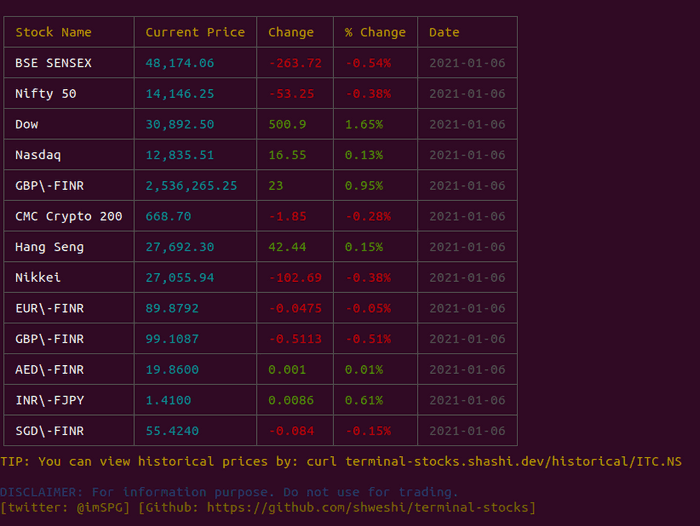 Stock Name Current Price Change % Change Date
BSE SENSEX 48,174.06 -263.72 -0.54% 2021-01-06
Nifty 50 14,146.25 -53.25 -0.38% 2021-01-06
Dow 30,892.50 500.9 1.65% 2021-01-06
Nasdaq 12,835.51 16.55 0.13% 2021-01-06
GBP\-FINR 2,536,265.25 23 0.95% 2021-01-06
CMC Crypto 200 668.70 -1.85 -0.28% 2021-01-06
Hang Seng 27,692.30 42.44 0.15% 2021-01-06
Nikkei 27,055.94 -102.69 -0.38% 2021-01-06
EUR\-FINR 89.8792 -0.0475 -0.05% 2021-01-06
GBP\-FINR 99.1087 -0.5113 -0.51% 2021-01-06
AED\-FINR 19.8600 0.001 0.01% 2021-01-06
INR\-FJPY 1.4100 0.0086 0.61% 2021-01-06
SGD\-FINR 55.4240 -0.084 -0.15% 2021-01-06
TIP: You can view historical prices by: curl terminal-stocks.shashi.dev/historical/ITC.NS
DISCLAIMER: For information purpose. Do not use for trading.
[twitter: @imSPG] [Github: https://github.com/shweshi/terminal-stocks]